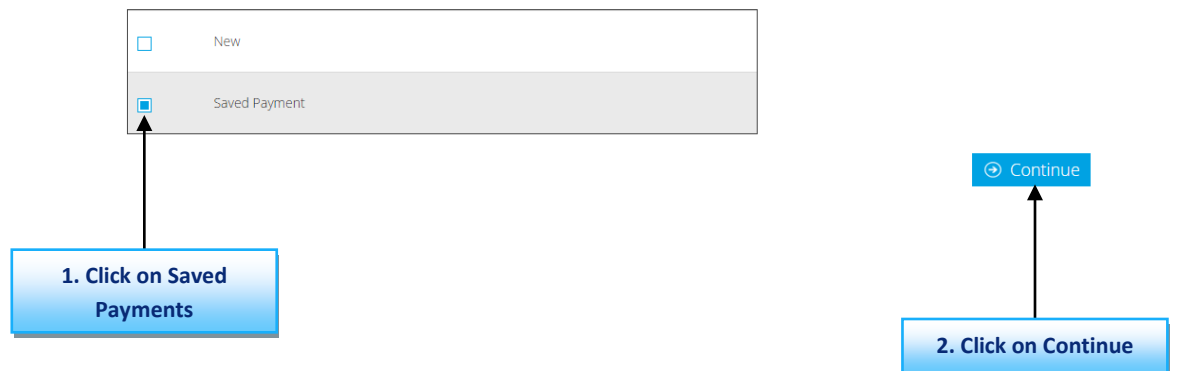 New
Saved Payment
Continue
1. Click on Saved
Payments
2. Click on Continue